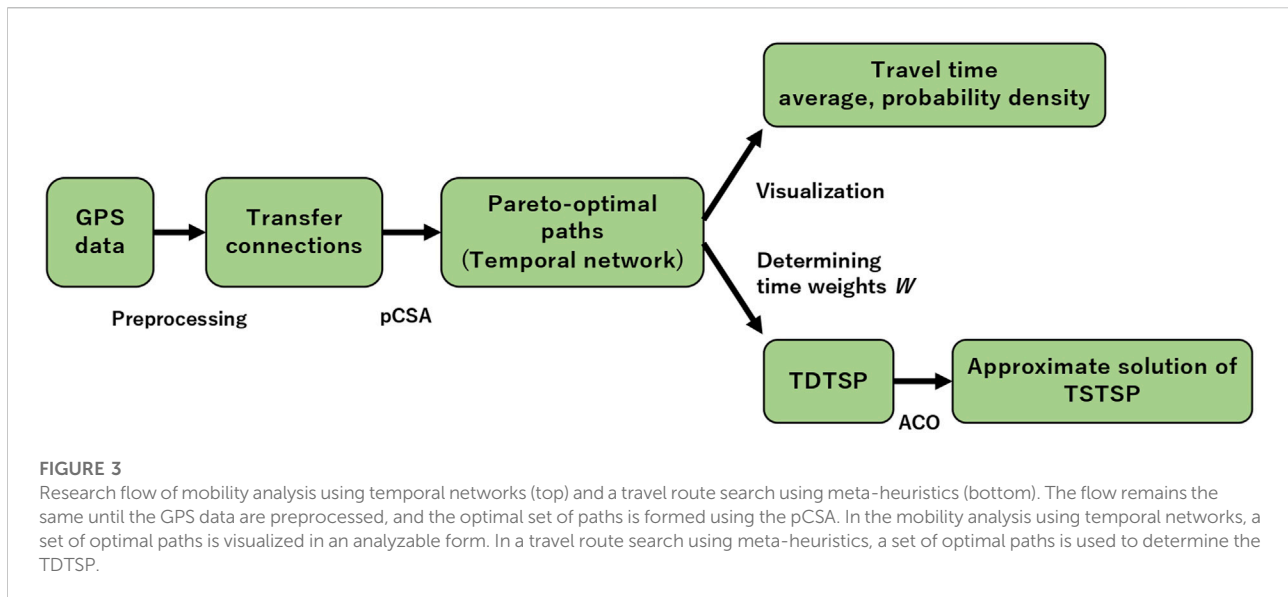 Travel time
average, probability density
Visualization
GPS
data
Transfer
connections
Pareto-optimal
paths
(Temporal network)
Preprocessing
pCSA
Determining
time weights W
TDTSP
ACO
Approximate solution of
TSTSP
FIGURE 3
Research flow of mobility analysis using temporal networks (top) and a travel route search using meta-heuristics (bottom). The flow remains the
same until the GPS data are preprocessed, and the optimal set of paths is formed using the pCSA. In the mobility analysis using temporal networks, a
set of optimal paths is visualized in an analyzable form. In a travel route search using meta-heuristics, a set of optimal paths is used to determine the
TDTSP.